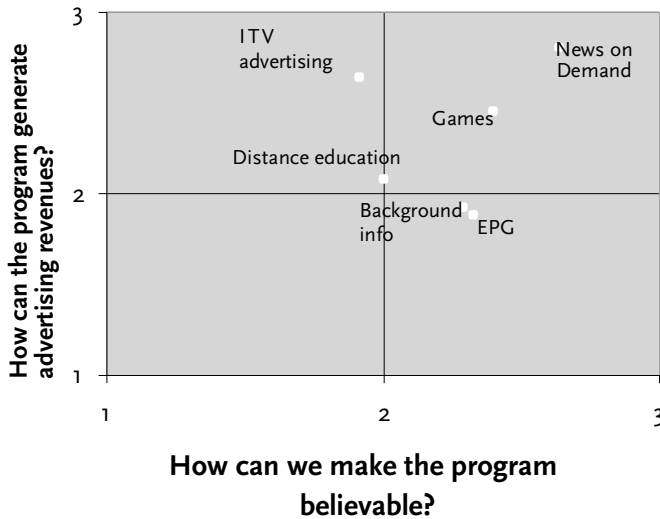 How can the program generate
advertising revenues?
3
ITV
advertising
News on
Demand
Games
Distance education
2
Background
info
EPG
1
1
2
3
How can we make the program
believable?